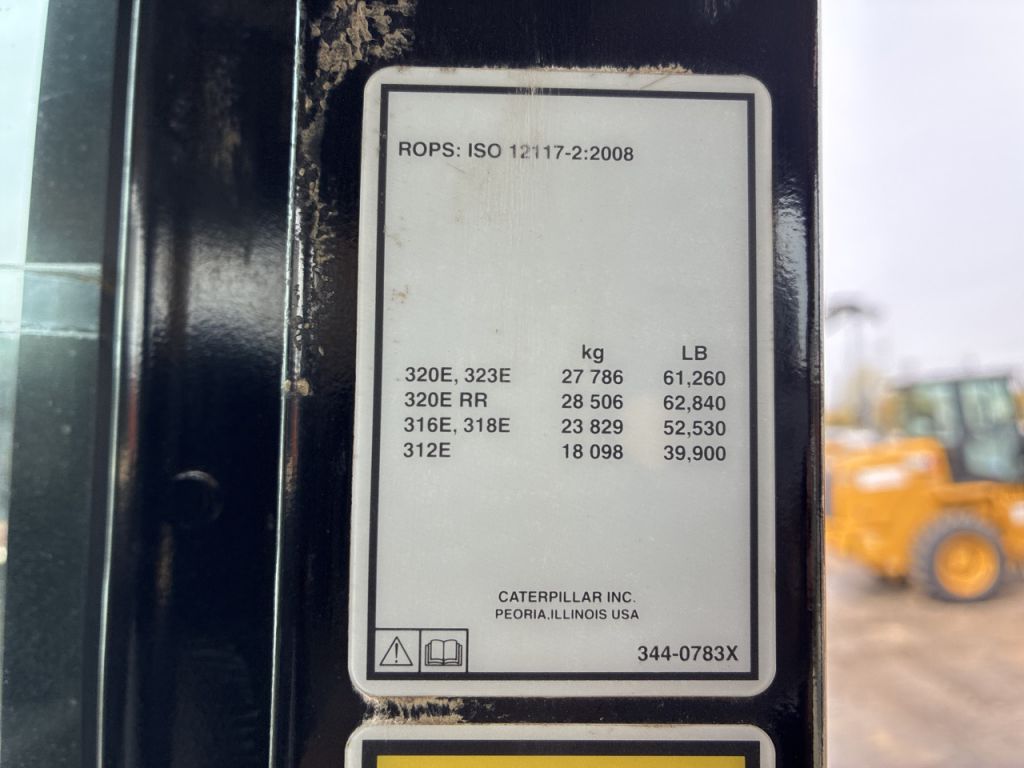 ROPS: ISO 12117-2:2008
kg LB
320E, 323E 27 786 61,260
320E RR 28 506 62,840
316E, 318E 23 829 52,530
312E 18 098 39,900
CATERPILLAR INC.
PEORIA,ILLINOIS USA
344-0783X